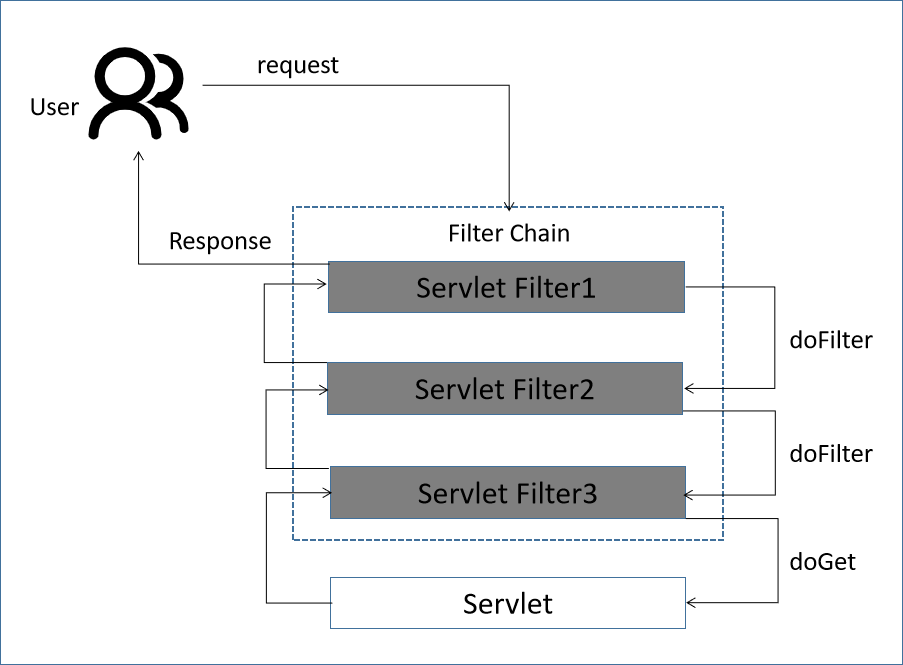 request
User
Filter Chain
Response
Servlet Filter1
doFilter
Servlet Filter2
doFilter
Servlet Filter3
doGet
Servlet